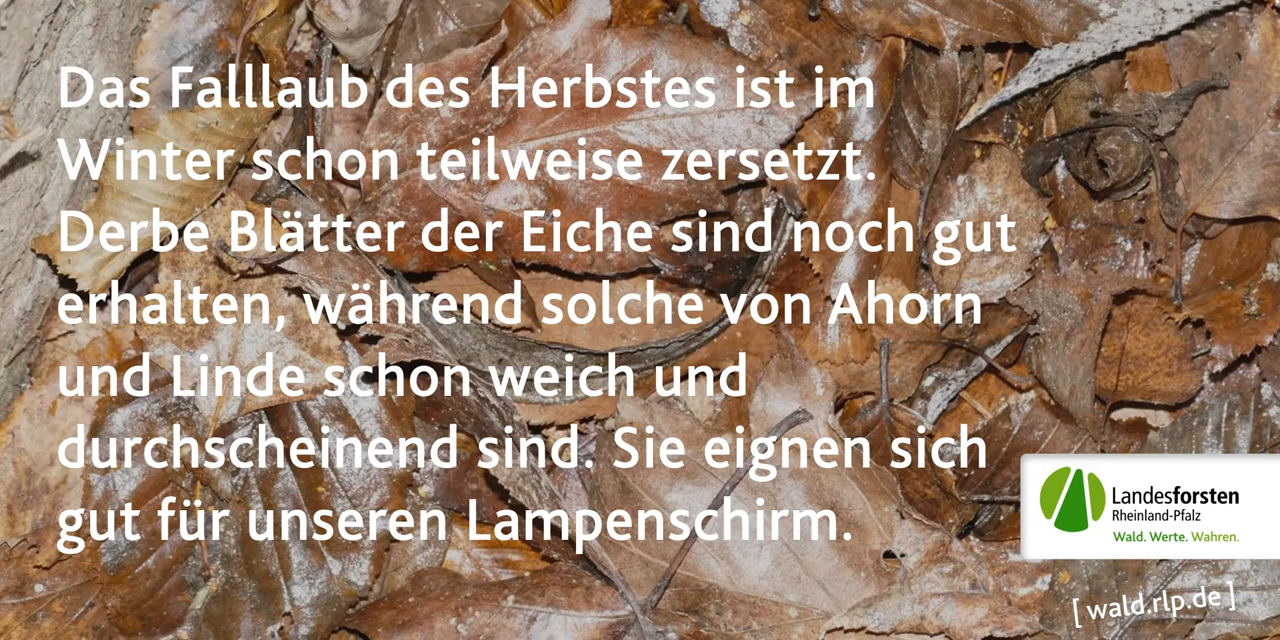 Das Falllaub des Herbstes ist im
Winter schon teilweise zersetzt.
Derbe Blätter der Eiche sind noch gut
erhalten, während solche von Ahorn
und Linde schon weich und
durchscheinend sind. Sie eignen sich
gut für unseren Lampenschirm.
Landesforsten
Rheinland-Pfalz
Wald. Werte. Wahren.
[ wald.rlp.de ]